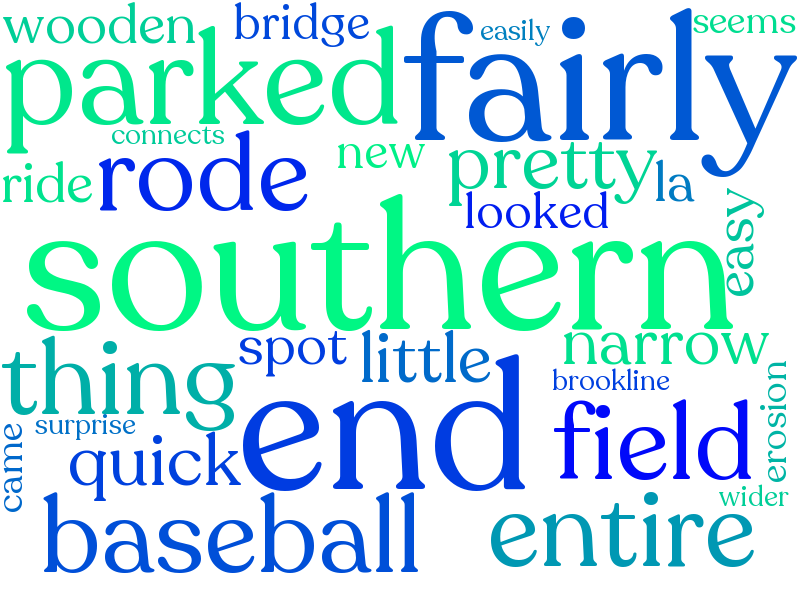 wooden
bridge
easily
seems
parked
fairly
connects
new
pretty
ride
rode
la
looked
easy
southern
thing
spot
little
narrow
brookline
surprise
end
field
erosion
came
quick
wider
baseball
entire